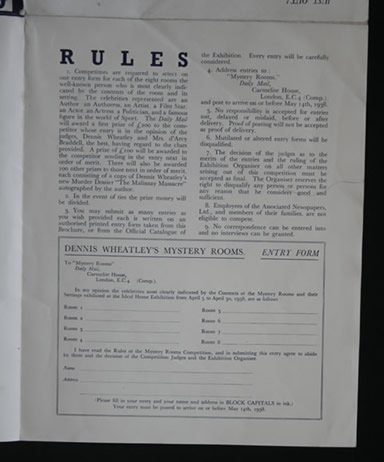 RULES
1. Competitors are required to select on
our entry form for each of the eight rooms the
well-known person who is most clearly indi-
cated by the contents of the room and its
setting. The celebrities represented are an
Author an Authoress, an Artist, a Film Star,
an Actor an Actress a Politician, and a famous
figure in the world of Sport. The Daily Mail
will award a first prize of £100 to the com-
petitor whose entry is in the opinion of the
judges, Dennis Wheatley and Mrs. d'Arcy
Braddell, the best, having regard to the clues
provided. A prize of £20 will be awarded to
the competitor sending in the entry next in
order of merit. There will also be awarded
prizes to those next in order of merit,
each consisting of a copy of Dennis Wheatley's
new Murder Dossier "The Malinsay Massacre"
autographed by the author.
2. In the event of ties the prize money will
be divided.
3. You may submit as many entries as
you wish provided each is written on an
authorised printed entry form taken from this
Brochure, or from the Official Catalogue of
the Exhibition. Every entry will be carefully
considered.
4. Address entries to:
"Mystery Rooms,"
Daily Mail,
Carmelite House,
London, E.C.4 (Comp.)
and post to arrive on or before May 14th, 1938.
5. No responsibility is accepted for entries
lost, delayed or mislaid, before or after
delivery. Proof of posting will not be accepted
as proof of delivery.
6. Mutilated or altered entry forms will be
disqualified.
7. The decision of the judges as to the
merits of the entries and the ruling of the
Exhibition Organiser on all other matters
arising out of this competition must be
accepted as final. The Organiser reserves the
right to disqualify any person or persons for
any reason that he considers good and
sufficient.
8. Employees of the Associated Newspapers,
Ltd., and members of their families, are not
eligible to compete.
9. No correspondence can be entered into
and no interviews can be granted.
DENNIS WHEATLEY'S MYSTERY ROOMS. ENTRY FORM
To "Mystery Rooms"
Daily Mail,
Carmelite House,
London, E.C.4 (Comp.)
In my opinion the celebrities most clearly indicated by the Contents of the Mystery Rooms and their
Settings exhibited at the Ideal Home Exhibition from April 5 to April 30, 1938, are as follows
Room 1
Room 2
Room 3
Room 4
Room 5
Room 6
Room 7
Room 8
I have read the Rules of the Mystery Rooms Competition, and in submitting this entry agree to abide
by them and the decision of the Competition Judges and the Exhibition Organiser.
Name
Address
(Please fill in your entry and your name and address in BLOCK CAPITALS in ink.)
Your entry must be posted to arrive on or before May 14th, 1938.